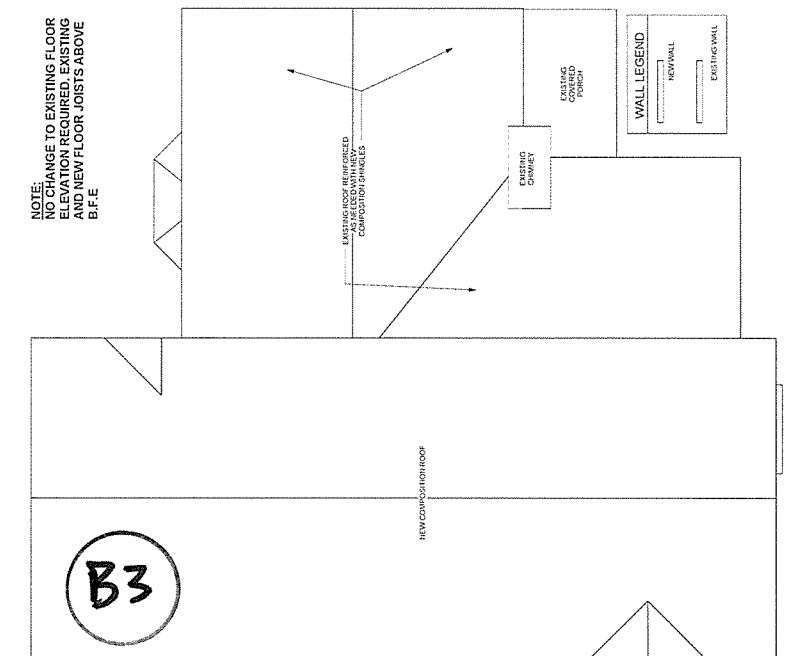 NOTE:
NO CHANGE TO EXISTING FLOOR
ELEVATION REQUIRED. EXISTING
AND NEW FLOOR JOISTS ABOVE
B.F.E
EXISTING ROOF REINFORCED
AS NEEDED WITH NEW
COMPOSITION SHINGLES
EXISTING
CHIMNEY
EXISTING
COVERED
PORCH
WALL LEGEND
NEW WALL
EXISTING WALL
NEW COMPOSITION ROOF
B3